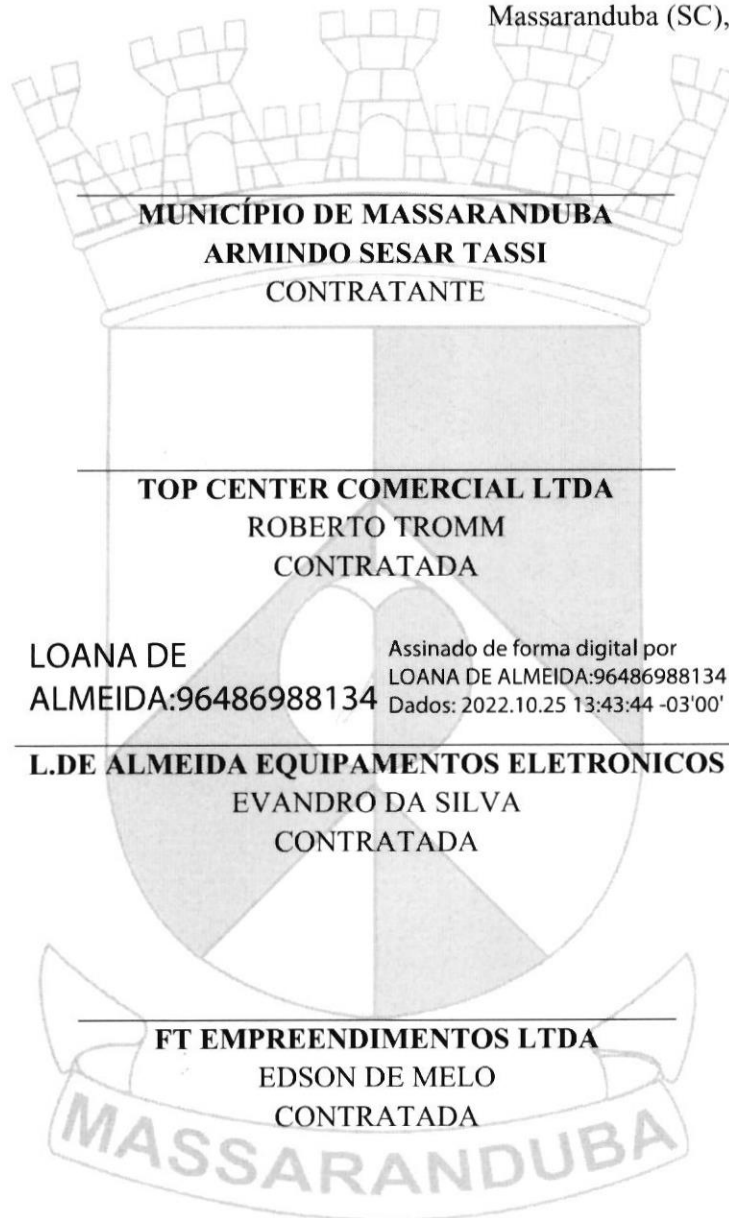 Massaranduba (SC),
MUNICÍPIO DE MASSARANDUBA
ARMINDO SESAR TASSI
CONTRATANTE
TOP CENTER COMERCIAL LTDA
ROBERTO TROMM
CONTRATADA
LOANA DE
ALMEIDA:96486988134
Assinado de forma digital por
LOANA DE ALMEIDA:96486988134
Dados: 2022.10.25 13:43:44 -03'00'
L.DE ALMEIDA EQUIPAMENTOS ELETRONICOS
EVANDRO DA SILVA
CONTRATADA
FT EMPREENDIMENTOS LTDA
EDSON DE MELO
CONTRATADA
MASSARANDUBA